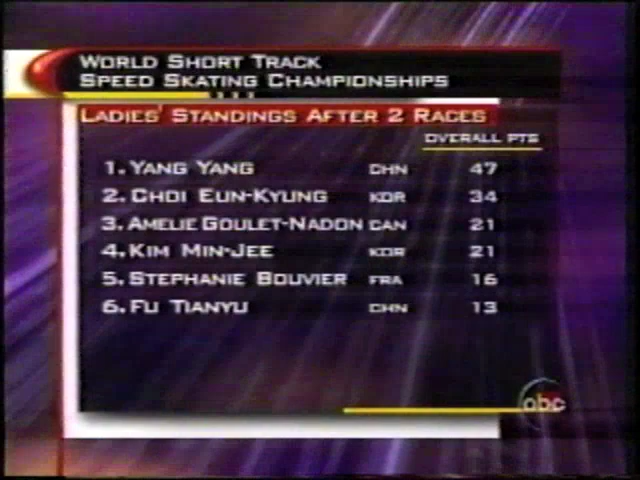 World Short Track
Speed Skating Championships
Ladies' Standings After 2 Races
Overall Pts
1. Yang Yang CHN 47
2. Choi Eun-Kyung KOR 34
3. Amelie Goulet-Nadon CAN 21
4. Kim Min-Jee KOR 21
5. Stephanie Bouvier FRA 16
6. Fu Tianyu CHN 13
abc